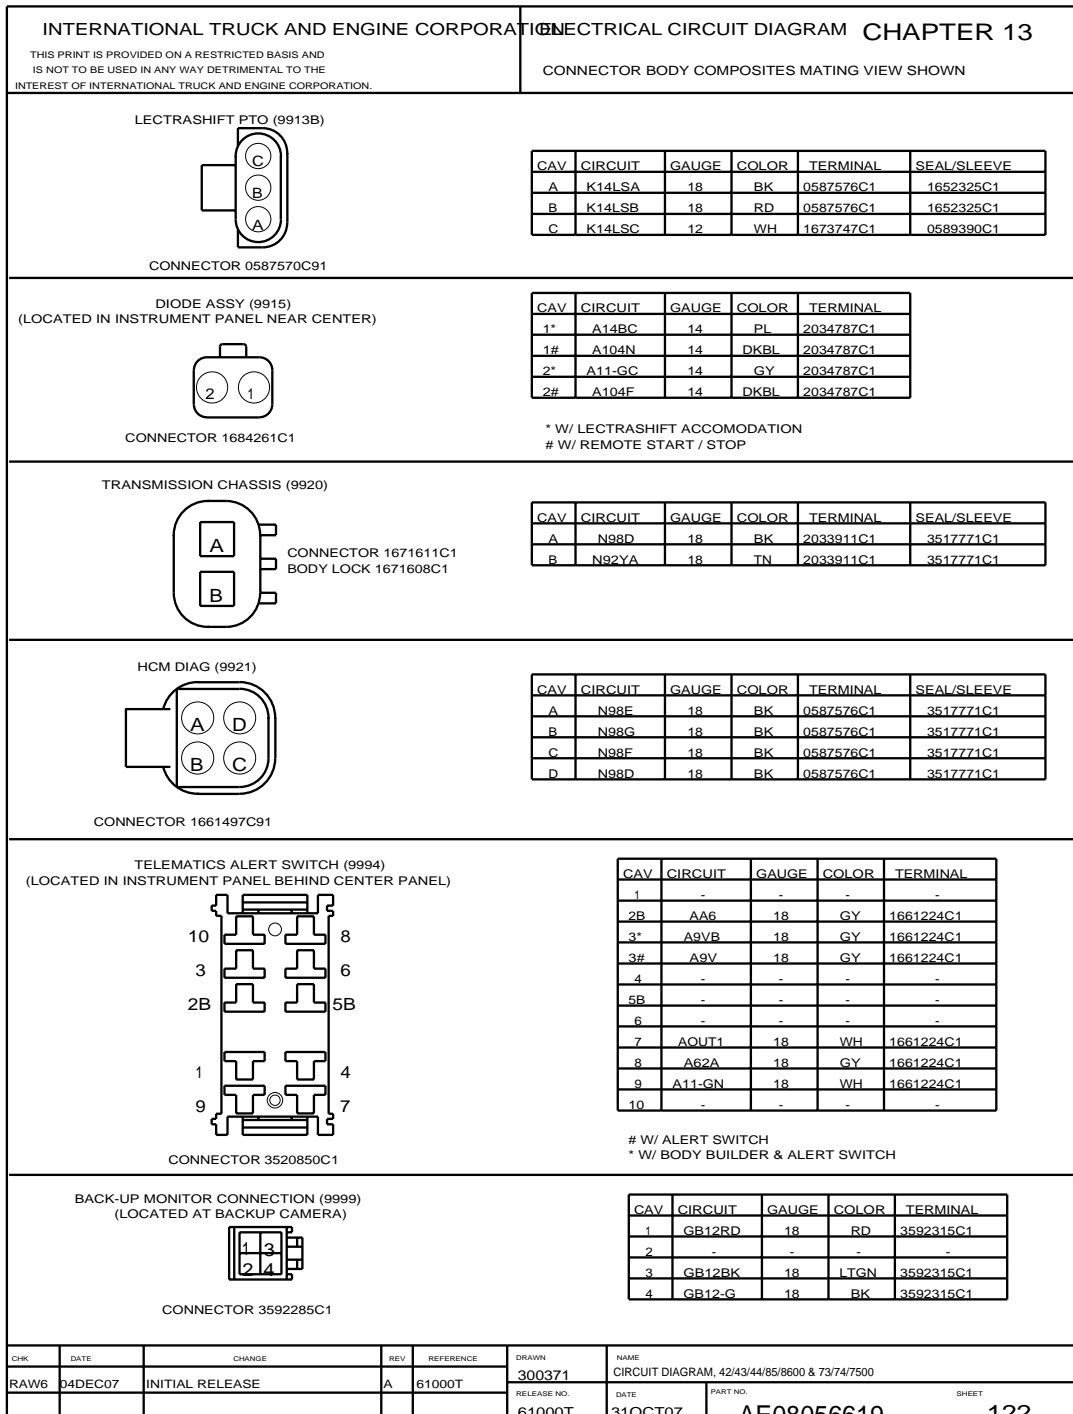 INTERNATIONAL TRUCK AND ENGINE CORPORATION
THIS PRINT IS PROVIDED ON A RESTRICTED BASIS AND
IS NOT TO BE USED IN ANY WAY DETRIMENTAL TO THE
INTEREST OF INTERNATIONAL TRUCK AND ENGINE CORPORATION.
ELECTRICAL CIRCUIT DIAGRAM CHAPTER 13
CONNECTOR BODY COMPOSITES MATING VIEW SHOWN
LECTRASHIFT PTO (9913B)
C
B
A
CONNECTOR 0587570C91
CAV CIRCUIT GAUGE COLOR TERMINAL SEAL/SLEEVE
A K14LSA 18 BK 0587576C1 1652325C1
B K14LSB 18 RD 0587576C1 1652325C1
C K14LSC 12 WH 1673747C1 0589390C1
DIODE ASSY (9915)
(LOCATED IN INSTRUMENT PANEL NEAR CENTER)
2 1
CONNECTOR 1684261C1
CAV CIRCUIT GAUGE COLOR TERMINAL
1* A14BC 14 PL 2034787C1
1# A104N 14 DKBL 2034787C1
2* A11-GC 14 GY 2034787C1
2# A104F 14 DKBL 2034787C1
* W/ LECTRASHIFT ACCOMODATION
# W/ REMOTE START / STOP
TRANSMISSION CHASSIS (9920)
A
B
CONNECTOR 1671611C1
BODY LOCK 1671608C1
CAV CIRCUIT GAUGE COLOR TERMINAL SEAL/SLEEVE
A N98D 18 BK 2033911C1 3517771C1
B N92YA 18 TN 2033911C1 3517771C1
HCM DIAG (9921)
A D
B C
CONNECTOR 1661497C91
CAV CIRCUIT GAUGE COLOR TERMINAL SEAL/SLEEVE
A N98E 18 BK 0587576C1 3517771C1
B N98G 18 BK 0587576C1 3517771C1
C N98F 18 BK 0587576C1 3517771C1
D N98D 18 BK 0587576C1 3517771C1
TELEMATICS ALERT SWITCH (9994)
(LOCATED IN INSTRUMENT PANEL BEHIND CENTER PANEL)
10 8
3 6
2B 5B
1 4
9 7
CONNECTOR 3520850C1
CAV CIRCUIT GAUGE COLOR TERMINAL
1 - - - -
2B AA6 18 GY 1661224C1
3* A9VB 18 GY 1661224C1
3# A9V 18 GY 1661224C1
4 - - - -
5B - - - -
6 - - - -
7 AOUT1 18 WH 1661224C1
8 A62A 18 GY 1661224C1
9 A11-GN 18 WH 1661224C1
10 - - - -
# W/ ALERT SWITCH
* W/ BODY BUILDER & ALERT SWITCH
BACK-UP MONITOR CONNECTION (9999)
(LOCATED AT BACKUP CAMERA)
1 3
2 4
CONNECTOR 3592285C1
CAV CIRCUIT GAUGE COLOR TERMINAL
1 GB12RD 18 RD 3592315C1
2 - - - -
3 GB12BK 18 LTGN 3592315C1
4 GB12-G 18 BK 3592315C1
CHK DATE CHANGE REV REFERENCE
RAW6 04DEC07 INITIAL RELEASE A 61000T
DRAWN
300371
NAME
CIRCUIT DIAGRAM, 42/43/44/85/8600 & 73/74/7500
RELEASE NO. DATE PART NO. SHEET
61000T 31OCT07 AE08056619 122